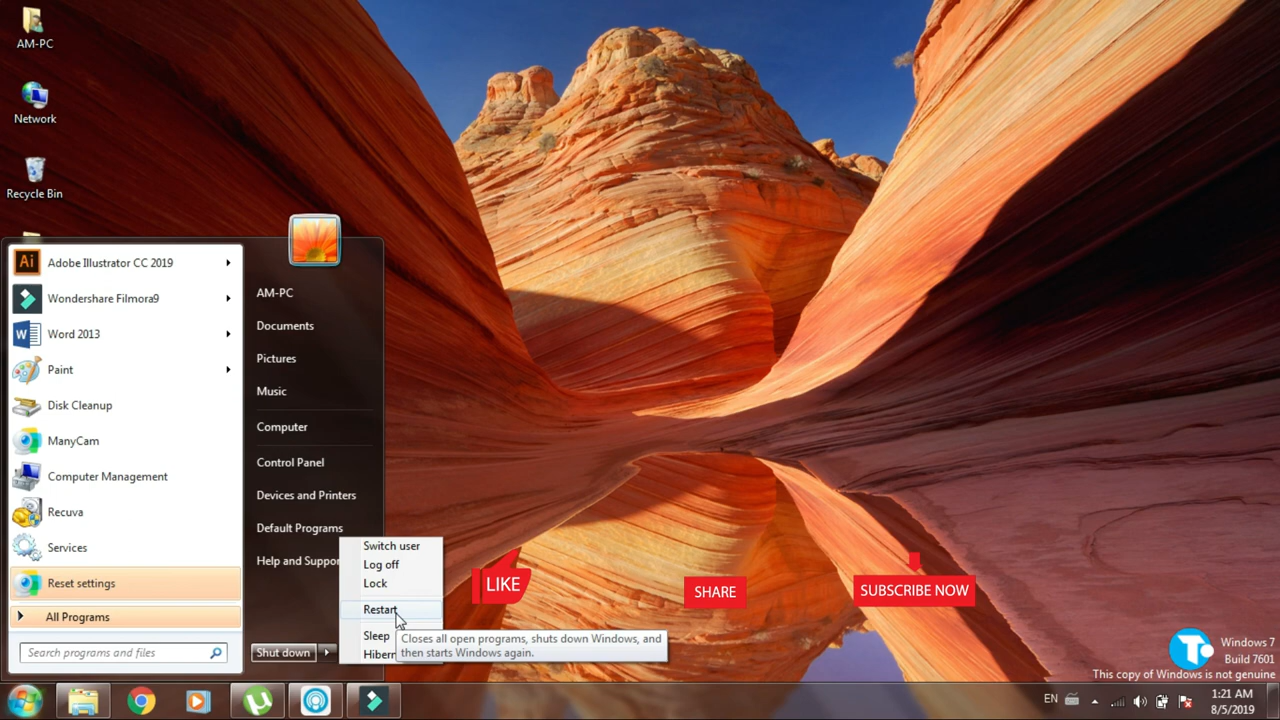 AM-PC
Network
Recycle Bin
Ai
Adobe Illustrator CC 2019
Wondershare Filmora9
Word 2013
Paint
Disk Cleanup
ManyCam
Computer Management
Recuva
Services
Reset settings
All Programs
Search programs and files
AM-PC
Documents
Pictures
Music
Computer
Control Panel
Devices and Printers
Default Programs
Help and Suppor
Shut down
Switch user
Log off
Lock
Restart
Sleep
Hibern
Closes all open programs, shuts down Windows, and
then starts Windows again.
LIKE
SHARE
SUBSCRIBE NOW
Windows 7
Build 7601
This copy of Windows is not genuine
EN
1:21 AM
8/5/2019